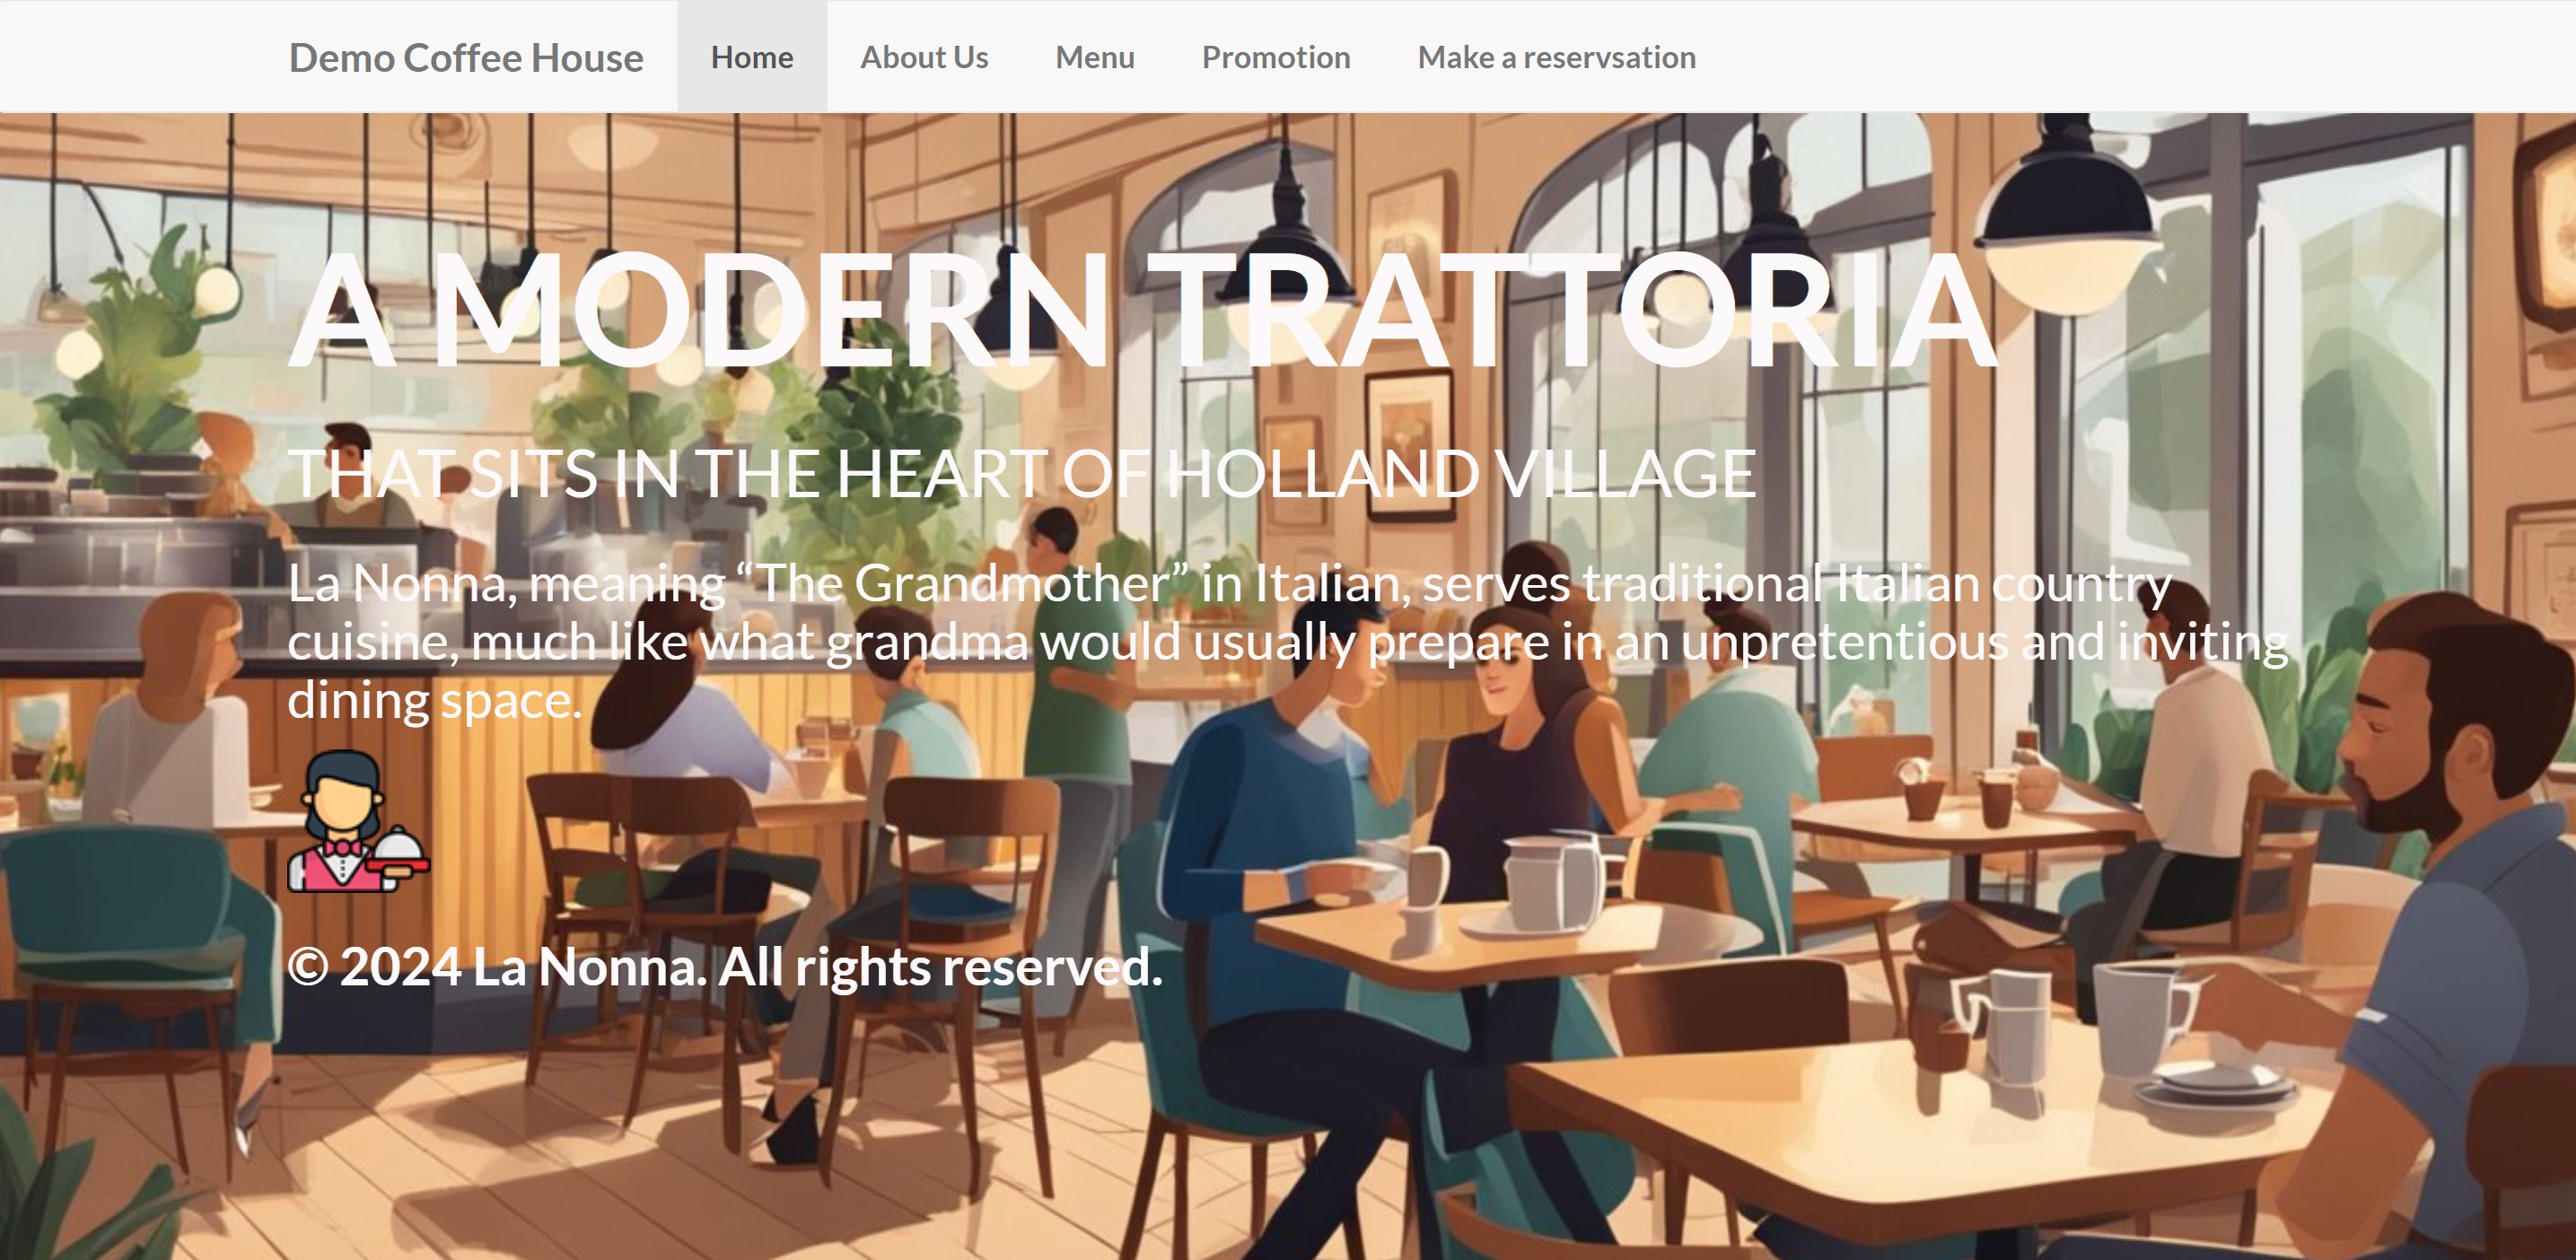 Demo Coffee House
Home
About Us
Menu
Promotion
Make a reservsation
A MODERN TRATTORIA
THAT SITS IN THE HEART OF HOLLAND VILLAGE
La Nonna, meaning “The Grandmother” in Italian, serves traditional Italian country
cuisine, much like what grandma would usually prepare in an unpretentious and inviting
dining space.
© 2024 La Nonna. All rights reserved.